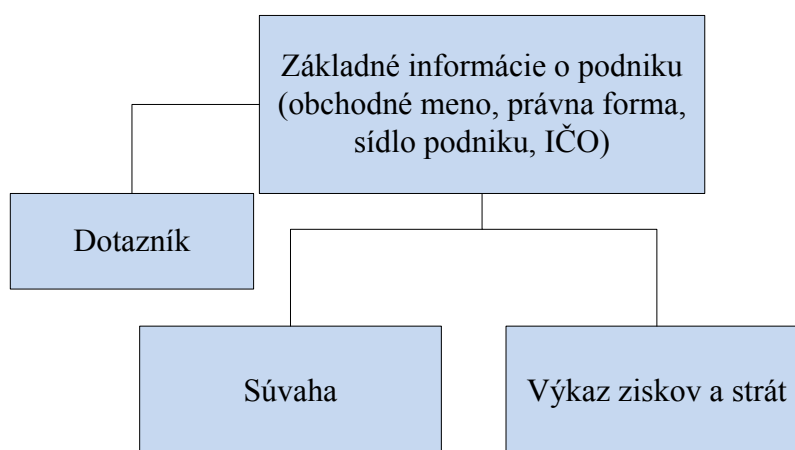 Základné informácie o podniku
(obchodné meno, právna forma,
sídlo podniku, IČO)
Dotazník
Súvaha
Výkaz ziskov a strát